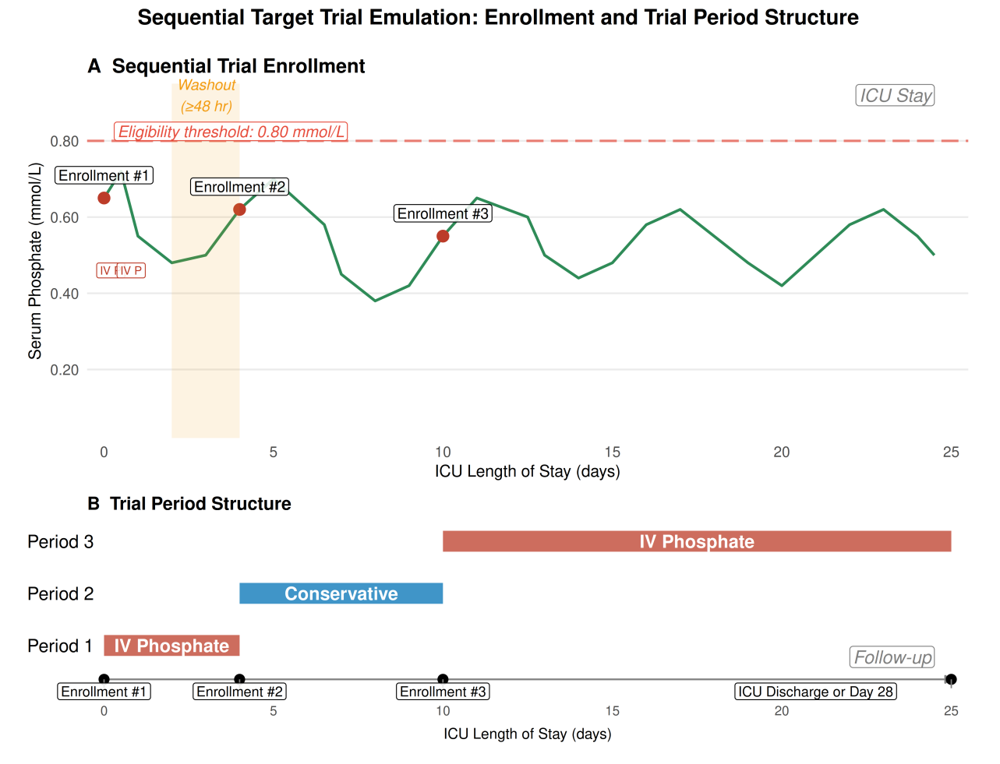 Sequential Target Trial Emulation: Enrollment and Trial Period Structure
A Sequential Trial Enrollment
Washout
(≥48 hr)
ICU Stay
Eligibility threshold: 0.80 mmol/L
0.80
0.60
0.40
0.20
Serum Phosphate (mmol/L)
Enrollment #1
Enrollment #2
Enrollment #3
IV
IV P
0 5 10 15 20 25
ICU Length of Stay (days)
B Trial Period Structure
Period 3 IV Phosphate
Period 2 Conservative
Period 1 IV Phosphate
Follow-up
Enrollment #1 Enrollment #2 Enrollment #3 ICU Discharge or Day 28
0 5 10 15 20 25
ICU Length of Stay (days)